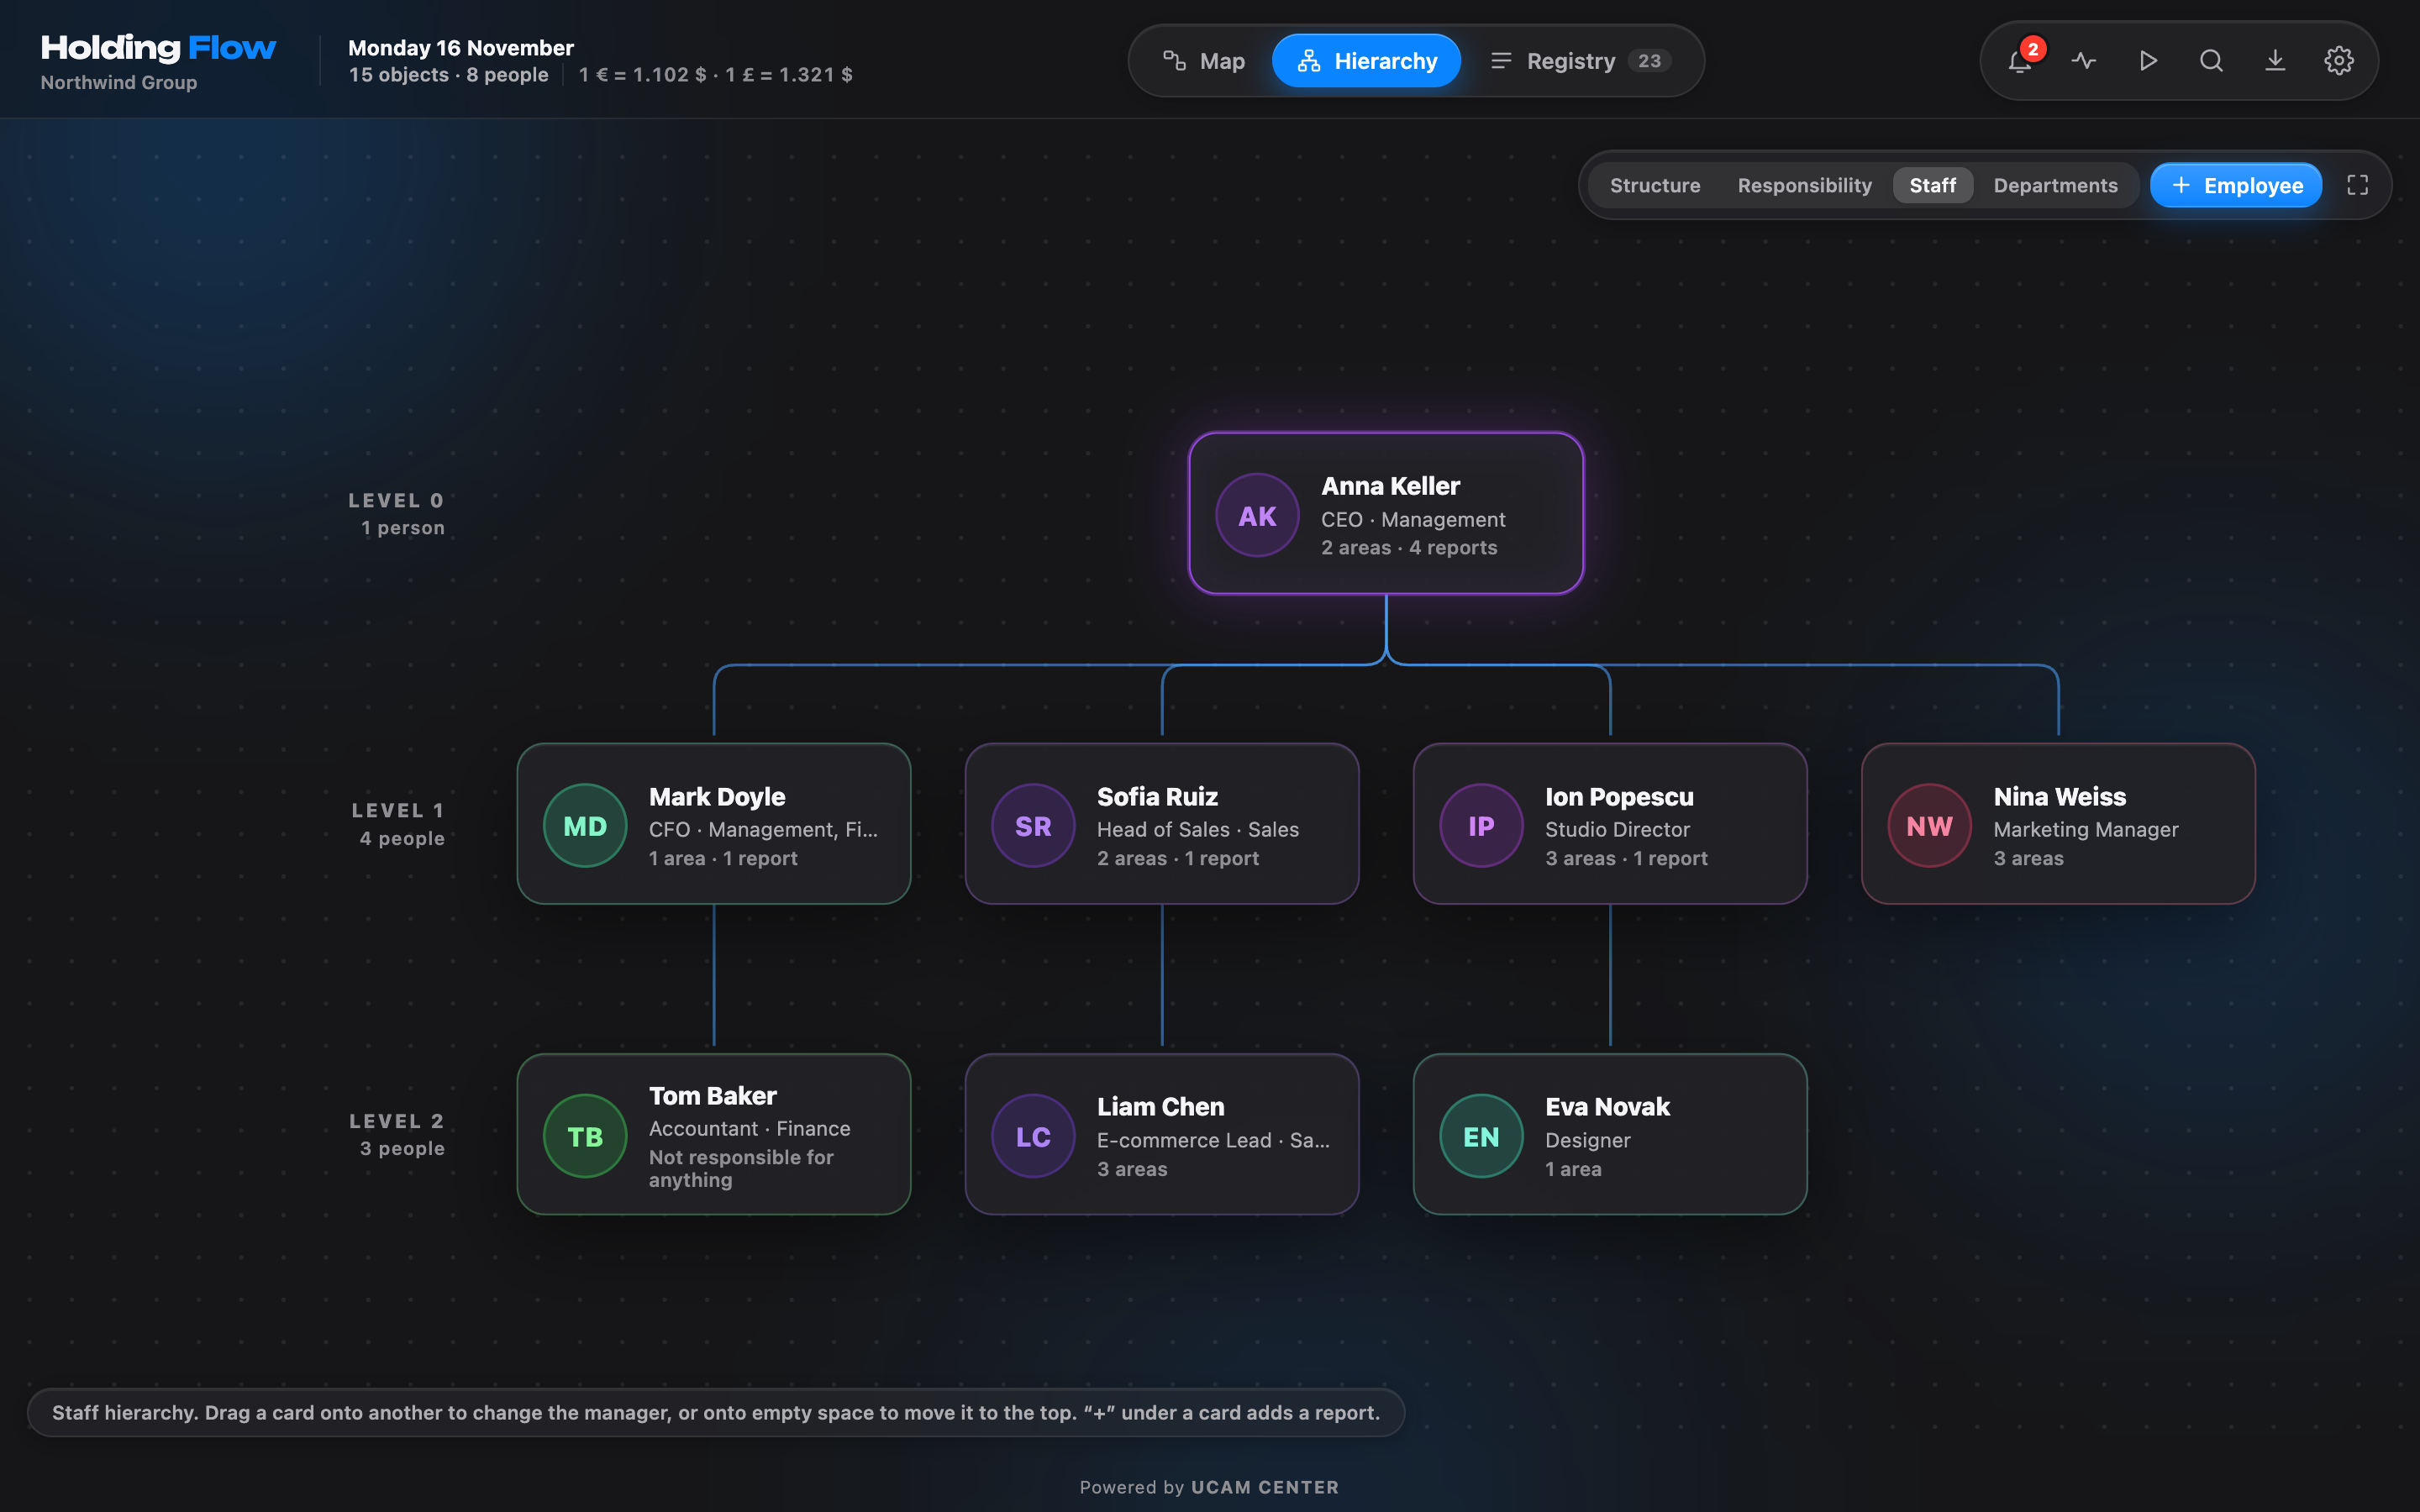 Holding Flow
Northwind Group
Monday 16 November
15 objects · 8 people
1 € = 1.102 $ · 1 £ = 1.321 $
Map
Hierarchy
Registry 23
2
Structure
Responsibility
Staff
Departments
+ Employee
LEVEL 0
1 person
AK
Anna Keller
CEO · Management
2 areas · 4 reports
LEVEL 1
4 people
MD
Mark Doyle
CFO · Management, Fi...
1 area · 1 report
SR
Sofia Ruiz
Head of Sales · Sales
2 areas · 1 report
IP
Ion Popescu
Studio Director
3 areas · 1 report
NW
Nina Weiss
Marketing Manager
3 areas
LEVEL 2
3 people
TB
Tom Baker
Accountant · Finance
Not responsible for
anything
LC
Liam Chen
E-commerce Lead · Sa...
3 areas
EN
Eva Novak
Designer
1 area
Staff hierarchy. Drag a card onto another to change the manager, or onto empty space to move it to the top. “+” under a card adds a report.
Powered by UCAM CENTER